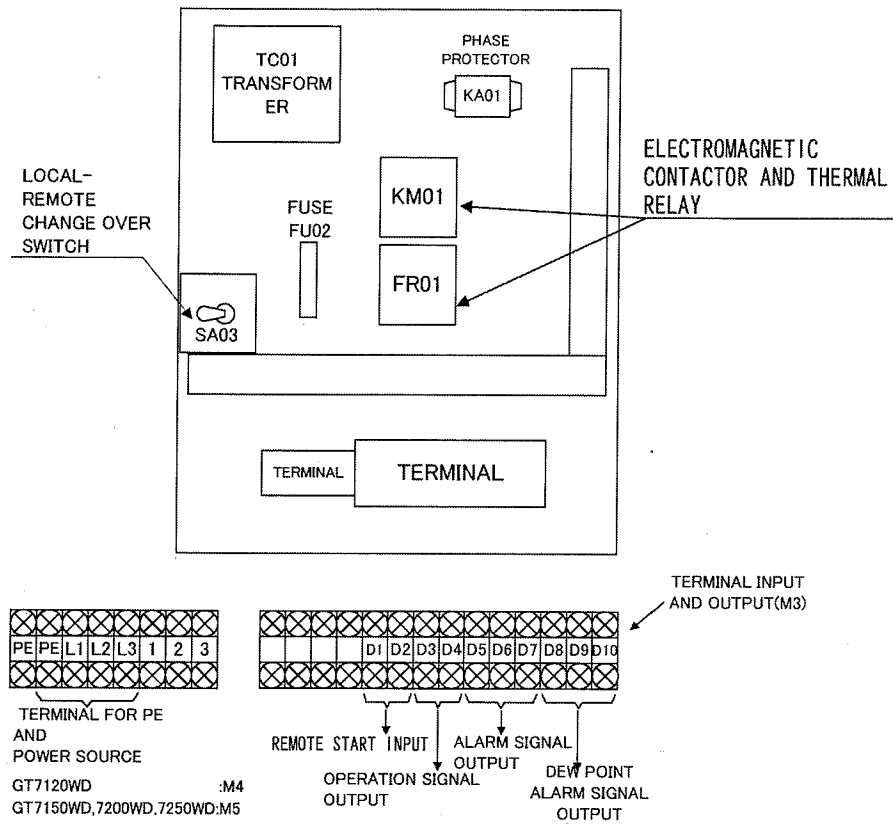 TC01
TRANSFORM
ER
PHASE
PROTECTOR
KA01
ELECTROMAGNETIC
CONTACTOR AND THERMAL
RELAY
LOCAL-
REMOTE
CHANGE OVER
SWITCH
FUSE
FU02
KM01
FR01
SA03
TERMINAL
TERMINAL
TERMINAL INPUT
AND OUTPUT(M3)
PE PE L1 L2 L3 1 2 3
D1 D2 D3 D4 D5 D6 D7 D8 D9 D10
TERMINAL FOR PE
AND
POWER SOURCE
REMOTE START INPUT
OPERATION SIGNAL
OUTPUT
ALARM SIGNAL
OUTPUT
DEW POINT
ALARM SIGNAL
OUTPUT
GT7120WD :M4
GT7150WD,7200WD,7250WD:M5